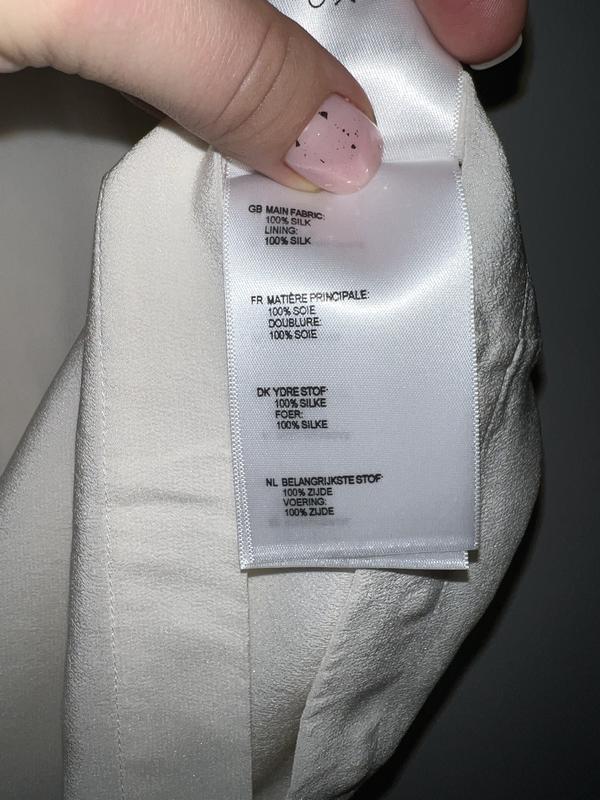 GB MAIN FABRIC:
100% SILK
LINING:
100% SILK
FR MATIÈRE PRINCIPALE:
100% SOIE
DOUBLURE:
100% SOIE
DK YDRE STOF:
100% SILKE
FOER:
100% SILKE
NL BELANGRIJKSTE STOF:
100% ZIJDE
VOERING:
100% ZIJDE